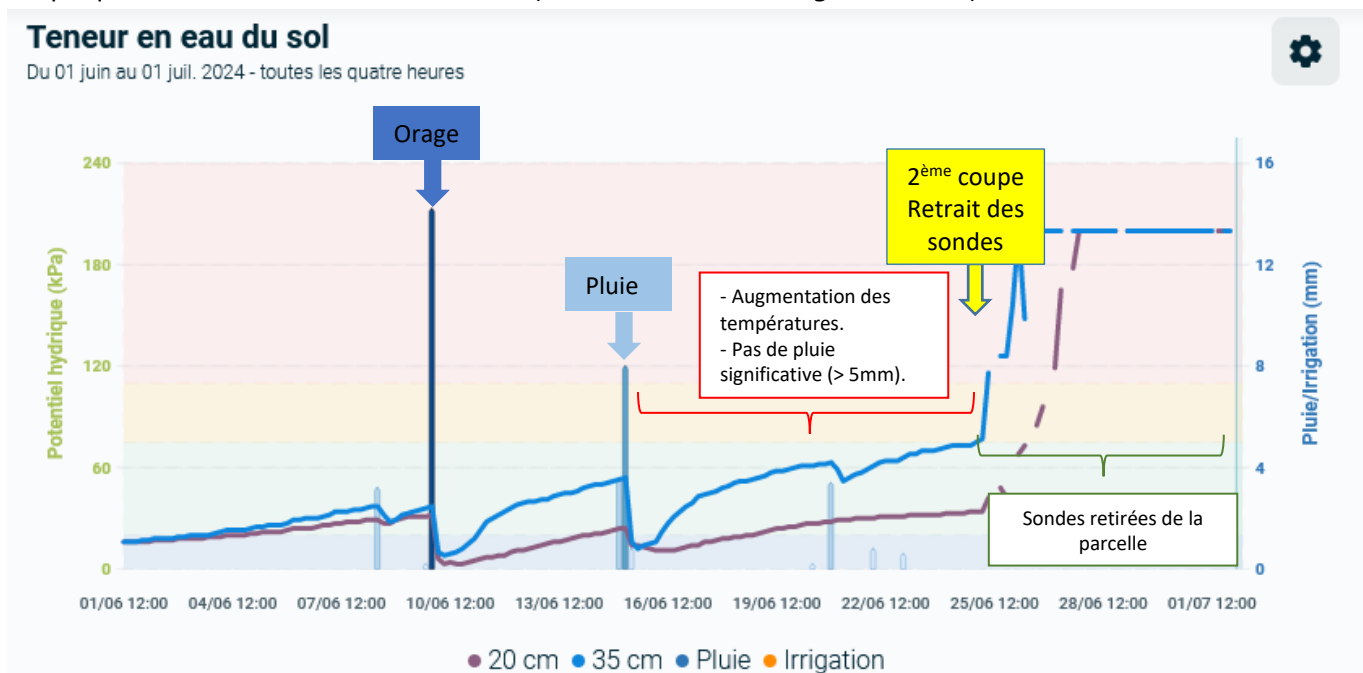 Teneur en eau du sol
Du 01 juin au 01 juil. 2024 - toutes les quatre heures
Orage
Pluie
2ème coupe
Retrait des
sondes
- Augmentation des
températures.
- Pas de pluie
significative (> 5mm).
Sondes retirées de la
parcelle
Potentiel hydrique (kPa)
240
180
120
60
0
Pluie/Irrigation (mm)
16
12
8
4
0
01/06 12:00 04/06 12:00 07/06 12:00 10/06 12:00 13/06 12:00 16/06 12:00 19/06 12:00 22/06 12:00 25/06 12:00 28/06 12:00 01/07 12:00
20 cm 35 cm Pluie Irrigation